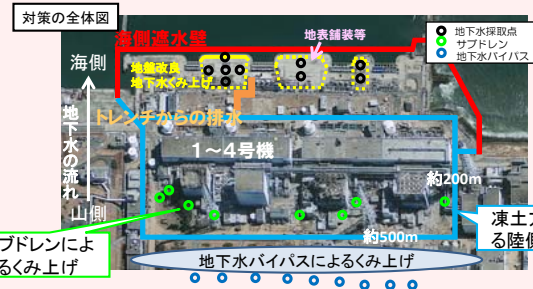 対策の全体図
海側遮水壁
地表舗装等
地下水採取点
サブドレン
地下水バイパス
海側
地盤改良
地下水くみ上げ
トレンチからの排水
地下水の流れ
1～4号機
約200m
山側
ブドレンによ
るくみ上げ
約500m
凍土方
る陸側
地下水バイパスによるくみ上げ